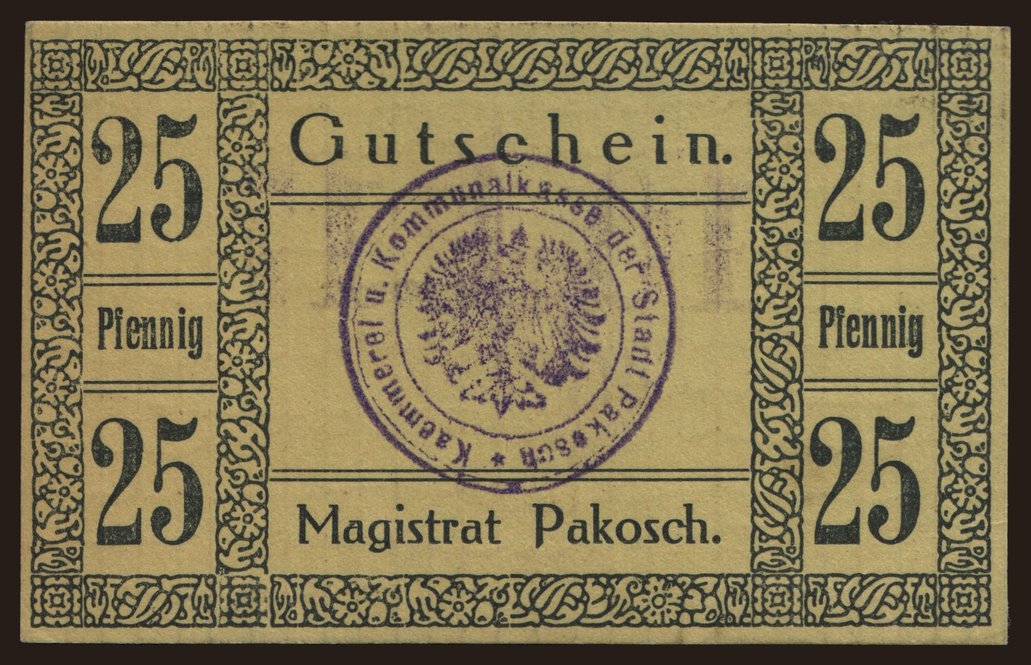 25
Pfennig
25
Gutschein.
Kaemmerei u. Kommunalkasse der Stadt Pakosch *
Magistrat Pakosch.
25
Pfennig
25